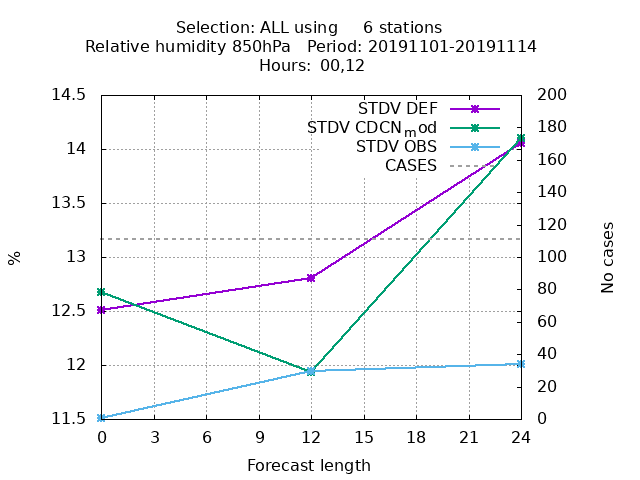 Selection: ALL using 6 stations
Relative humidity 850hPa Period: 20191101-20191114
Hours: 00,12
14.5
14
13.5
13
12.5
12
11.5
%
STDV DEF
STDV CDCNmod
STDV OBS
CASES
200
180
160
140
120
100
80
60
40
20
0
No cases
0 3 6 9 12 15 18 21 24
Forecast length